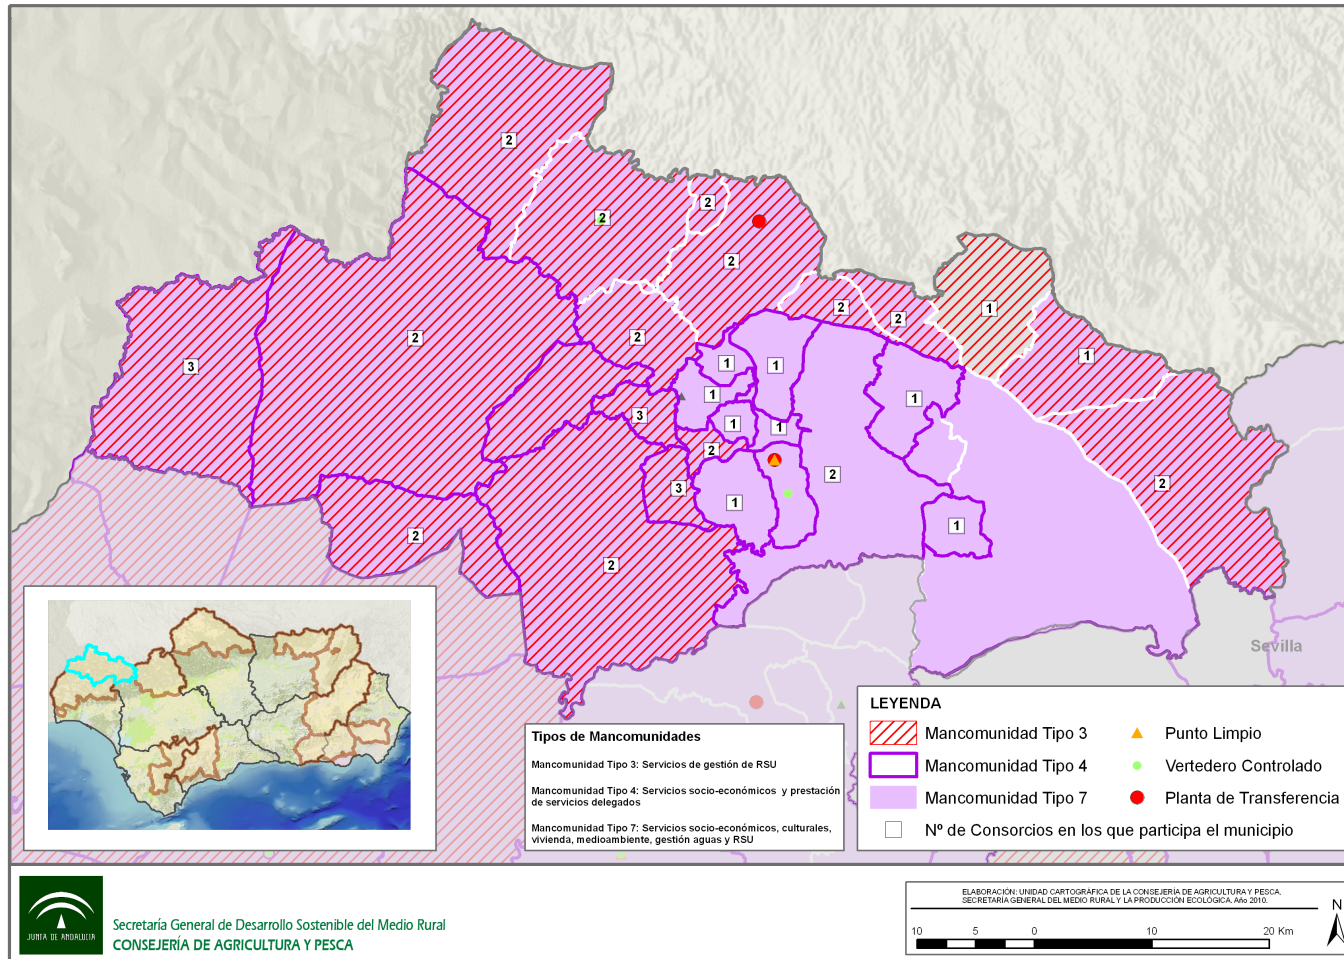 2
2
2
2
1
2
2
2
3
2
2
1
1
1
1
1
3
1
1
2
3
2
2
1
1
2
2
Sevilla
Tipos de Mancomunidades
Mancomunidad Tipo 3: Servicios de gestión de RSU
Mancomunidad Tipo 4: Servicios socio-económicos y prestación
de servicios delegados
Mancomunidad Tipo 7: Servicios socio-económicos, culturales,
vivienda, medioambiente, gestión aguas y RSU
LEYENDA
Mancomunidad Tipo 3
Mancomunidad Tipo 4
Mancomunidad Tipo 7
Nº de Consorcios en los que participa el municipio
Punto Limpio
Vertedero Controlado
Planta de Transferencia
JUNTA DE ANDALUCIA
Secretaría General de Desarrollo Sostenible del Medio Rural
CONSEJERÍA DE AGRICULTURA Y PESCA
ELABORACIÓN: UNIDAD CARTOGRÁFICA DE LA CONSEJERÍA DE AGRICULTURA Y PESCA.
SECRETARÍA GENERAL DEL MEDIO RURAL Y LA PRODUCCIÓN ECOLÓGICA. Año 2010.
10 5 0 10 20 Km
N